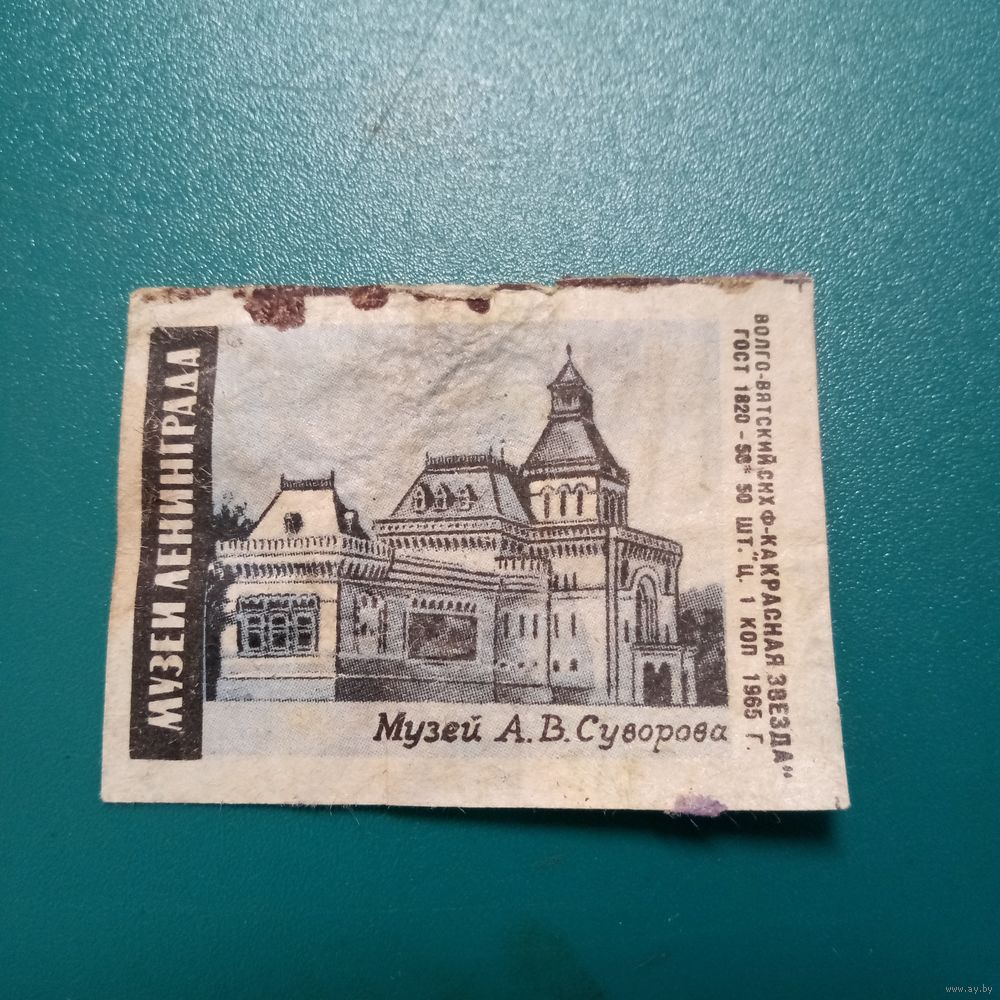 МУЗЕИ ЛЕНИНГРАДА
Музей А.В.Суворова
ВОЛГО-ВЯТСКИЙ СНХ Ф-КА„КРАСНАЯ ЗВЕЗДА“
ГОСТ 1820-56* 50 ШТ. Ц. 1 КОП 1965 Г.
www.ay.by